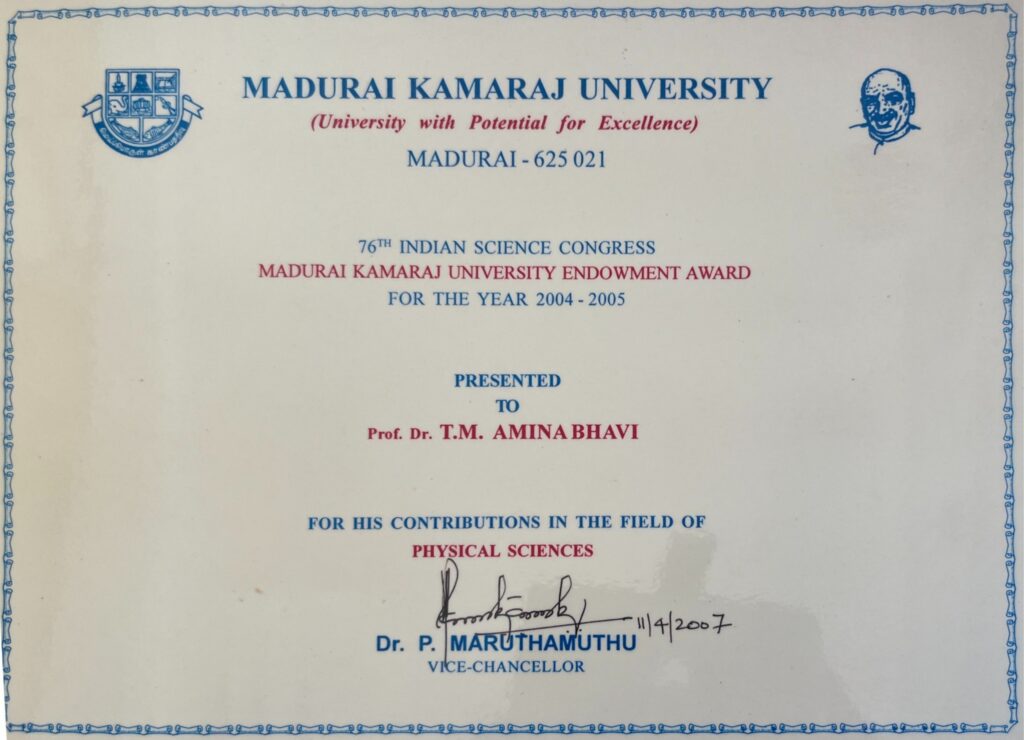 MADURAI KAMARAJ UNIVERSITY
(University with Potential for Excellence)
MADURAI - 625 021
76TH INDIAN SCIENCE CONGRESS
MADURAI KAMARAJ UNIVERSITY ENDOWMENT AWARD
FOR THE YEAR 2004 - 2005
PRESENTED
TO
Prof. Dr. T.M. AMINA BHAVI
FOR HIS CONTRIBUTIONS IN THE FIELD OF
PHYSICAL SCIENCES
11/4/2007
Dr. P. MARUTHAMUTHU
VICE-CHANCELLOR